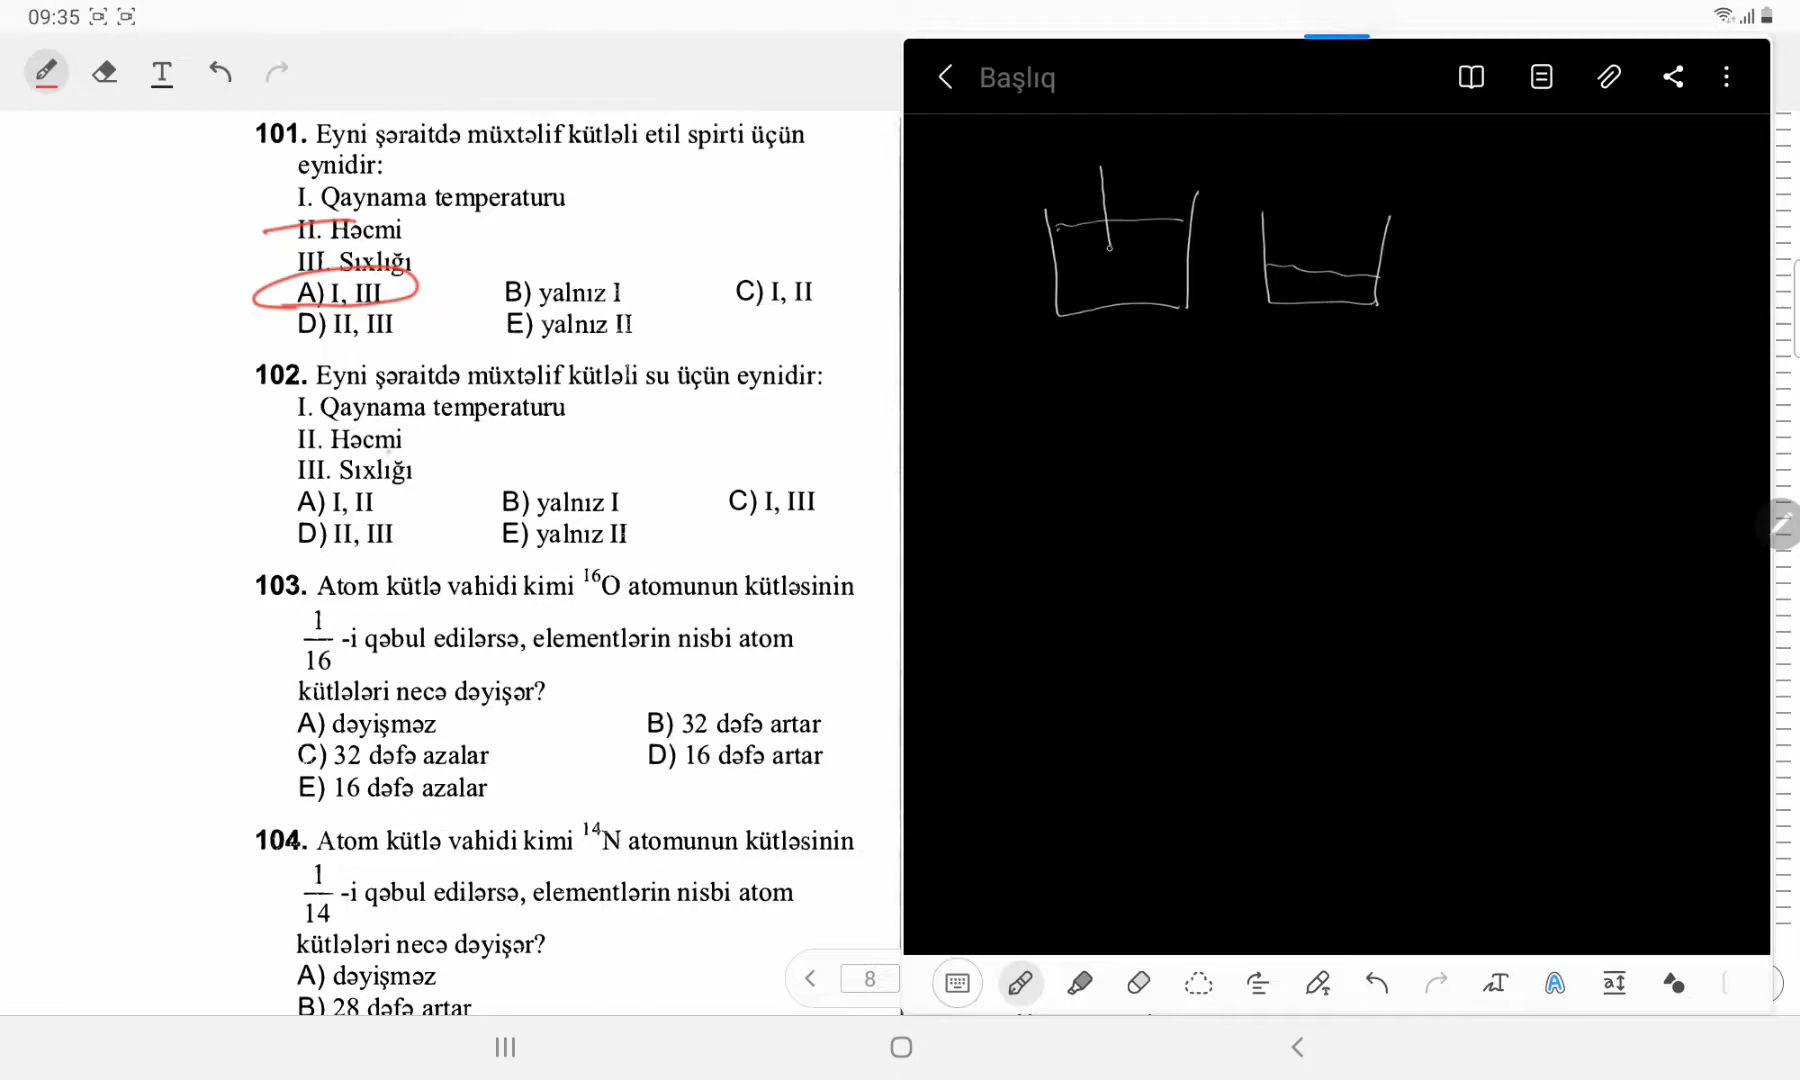 09:35
Başlıq
101. Eyni şəraitdə müxtəlif kütləli etil spirti üçün
eynidir:
I. Qaynama temperaturu
II. Həcmi
III. Sıxlığı
A) I, III B) yalnız I C) I, II
D) II, III E) yalnız II
102. Eyni şəraitdə müxtəlif kütləli su üçün eynidir:
I. Qaynama temperaturu
II. Həcmi
III. Sıxlığı
A) I, II B) yalnız I C) I, III
D) II, III E) yalnız II
103. Atom kütlə vahidi kimi ¹⁶O atomunun kütləsinin
1/16 -i qəbul edilərsə, elementlərin nisbi atom
kütlələri necə dəyişər?
A) dəyişməz B) 32 dəfə artar
C) 32 dəfə azalar D) 16 dəfə artar
E) 16 dəfə azalar
104. Atom kütlə vahidi kimi ¹⁴N atomunun kütləsinin
1/14 -i qəbul edilərsə, elementlərin nisbi atom
kütlələri necə dəyişər?
A) dəyişməz
B) 28 dəfə artar
8